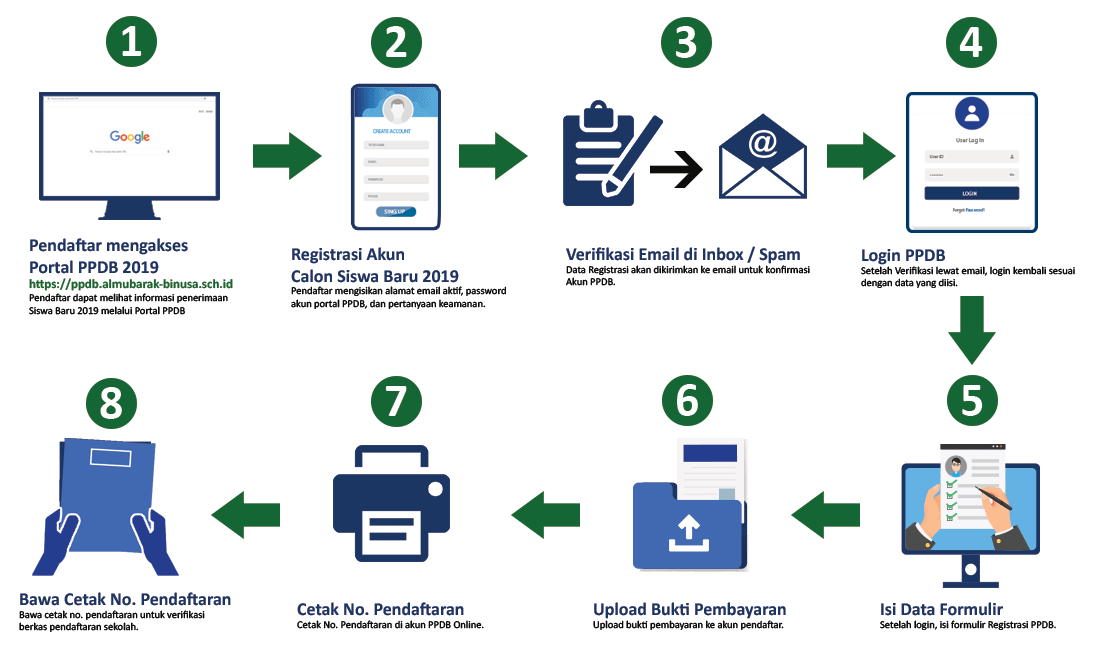 1
Google
Pendaftar mengakses
Portal PPDB 2019
https://ppdb.almubarak-binusa.sch.id
Pendaftar dapat melihat informasi penerimaan
Siswa Baru 2019 melalui Portal PPDB
2
CREATE ACCOUNT
SING UP
Registrasi Akun
Calon Siswa Baru 2019
Pendaftar mengisikan alamat email aktif, password
akun portal PPDB, dan pertanyaan keamanan.
3
@
Verifikasi Email di Inbox / Spam
Data Registrasi akan dikirimkan ke email untuk konfirmasi
Akun PPDB.
4
User Log In
User ID
LOGIN
Forgot Password?
Login PPDB
Setelah Verifikasi lewat email, login kembali sesuai
dengan data yang diisi.
5
Isi Data Formulir
Setelah login, isi formulir Registrasi PPDB.
6
Upload Bukti Pembayaran
Upload bukti pembayaran ke akun pendaftar.
7
Cetak No. Pendaftaran
Cetak No. Pendaftaran di akun PPDB Online.
8
Bawa Cetak No. Pendaftaran
Bawa cetak no. pendaftaran untuk verifikasi
berkas pendaftaran sekolah.